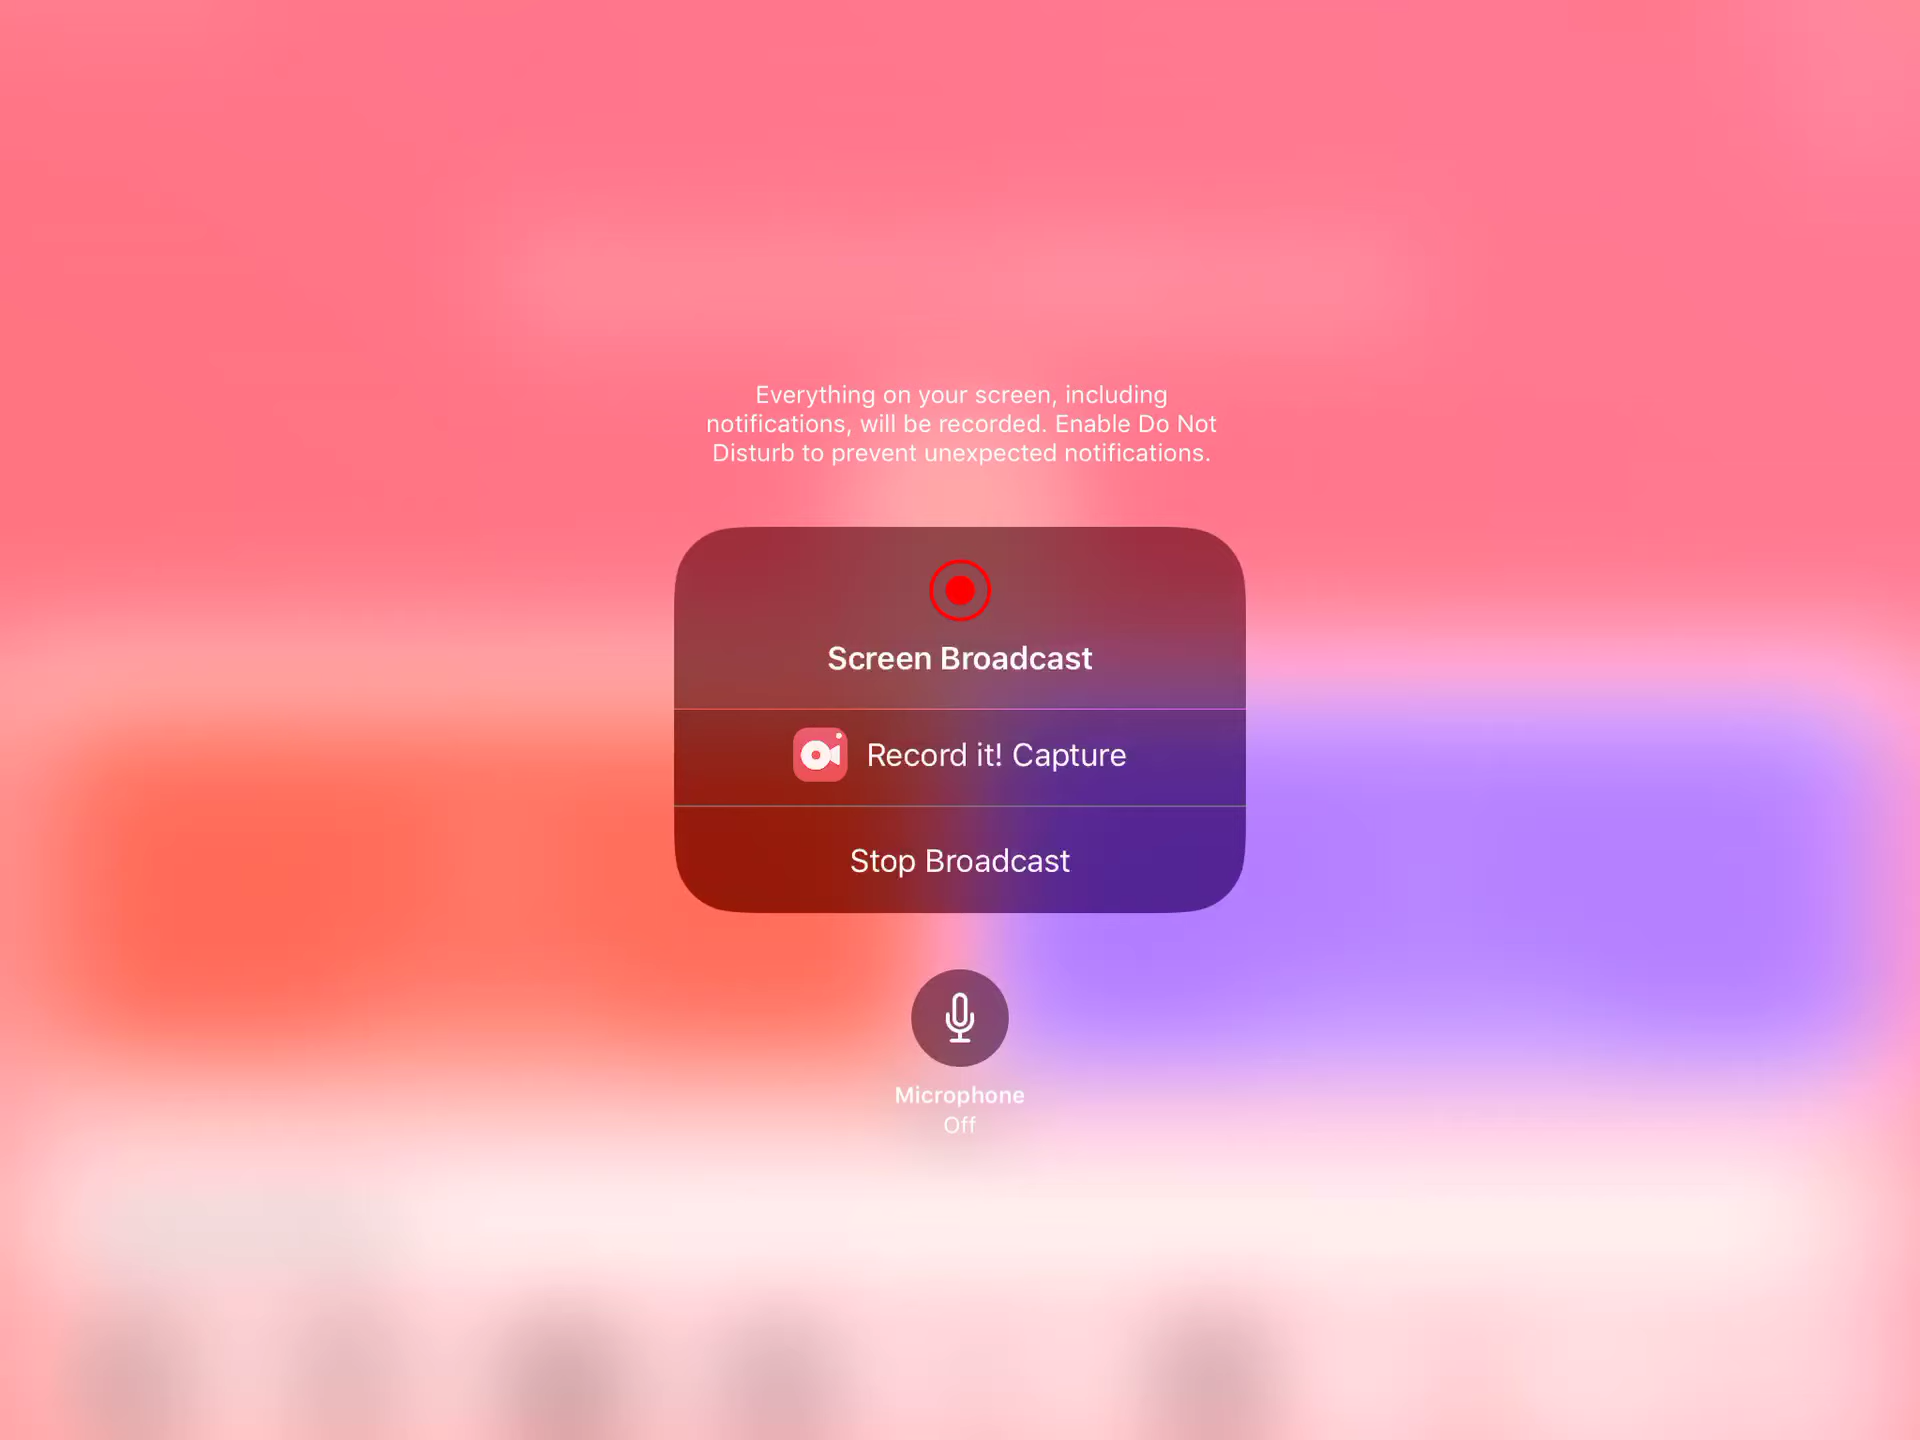 Everything on your screen, including
notifications, will be recorded. Enable Do Not
Disturb to prevent unexpected notifications.
Screen Broadcast
Record it! Capture
Stop Broadcast
Microphone
Off